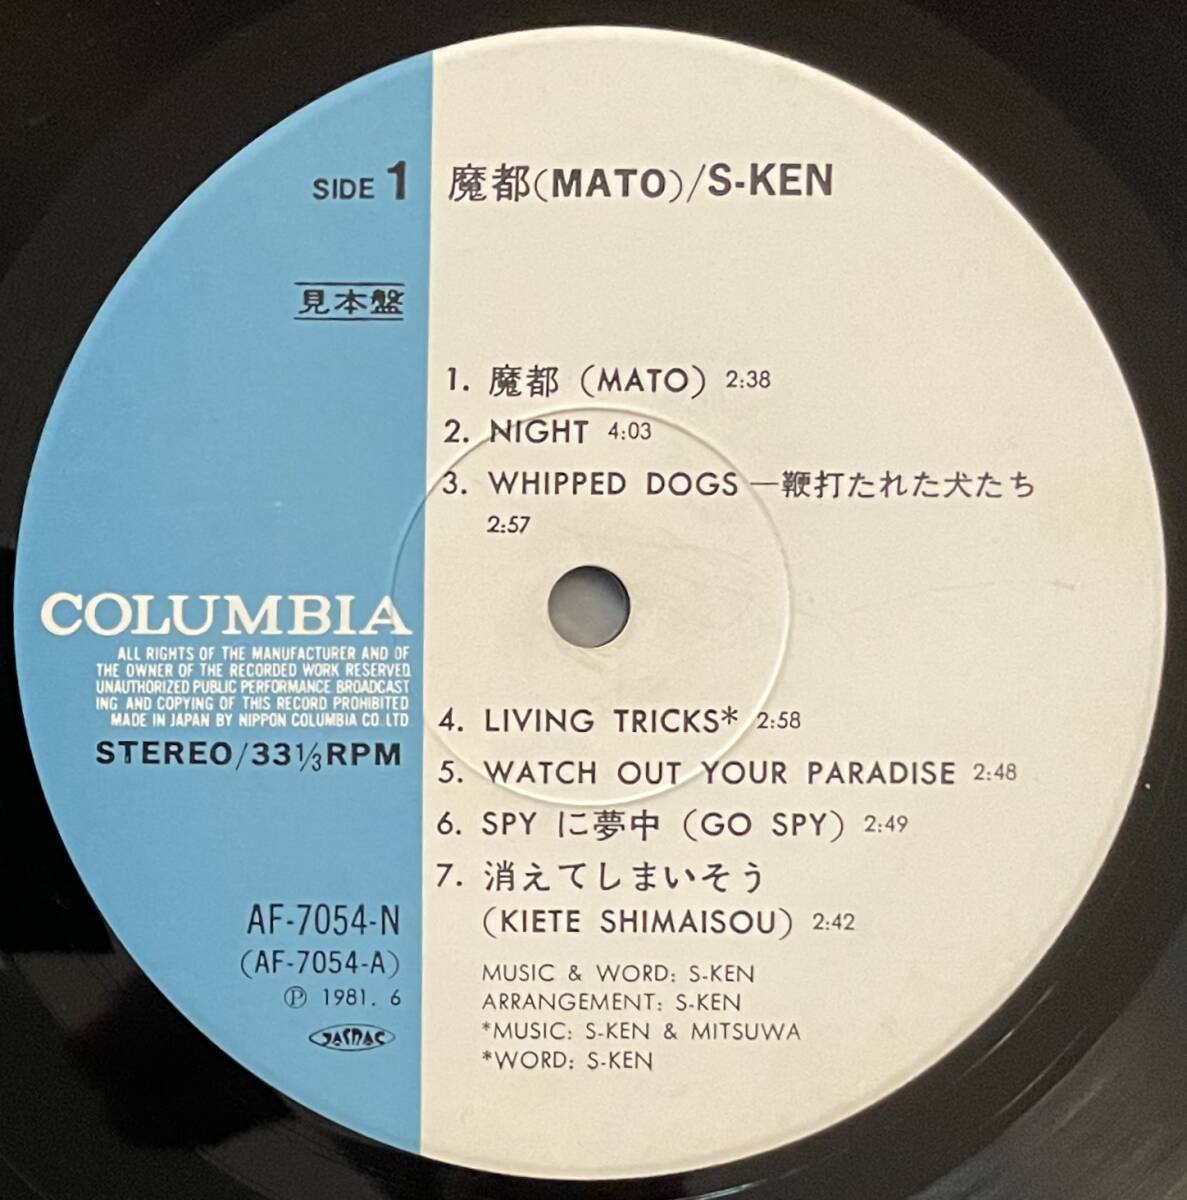 SIDE 1
魔都(MATO)/S-KEN
見本盤
1. 魔都 (MATO) 2:38
2. NIGHT 4:03
3. WHIPPED DOGS—鞭打たれた犬たち
2:57
COLUMBIA
ALL RIGHTS OF THE MANUFACTURER AND OF
THE OWNER OF THE RECORDED WORK RESERVED
UNAUTHORIZED PUBLIC PERFORMANCE BROADCAST
ING AND COPYING OF THIS RECORD PROHIBITED
MADE IN JAPAN BY NIPPON COLUMBIA CO. LTD
STEREO/33 1/3 RPM
4. LIVING TRICKS* 2:58
5. WATCH OUT YOUR PARADISE 2:48
6. SPY に夢中 (GO SPY) 2:49
7. 消えてしまいそう
(KIETE SHIMAISOU) 2:42
AF-7054-N
(AF-7054-A)
Ⓟ 1981. 6
JASRAC
MUSIC & WORD: S-KEN
ARRANGEMENT: S-KEN
*MUSIC: S-KEN & MITSUWA
*WORD: S-KEN